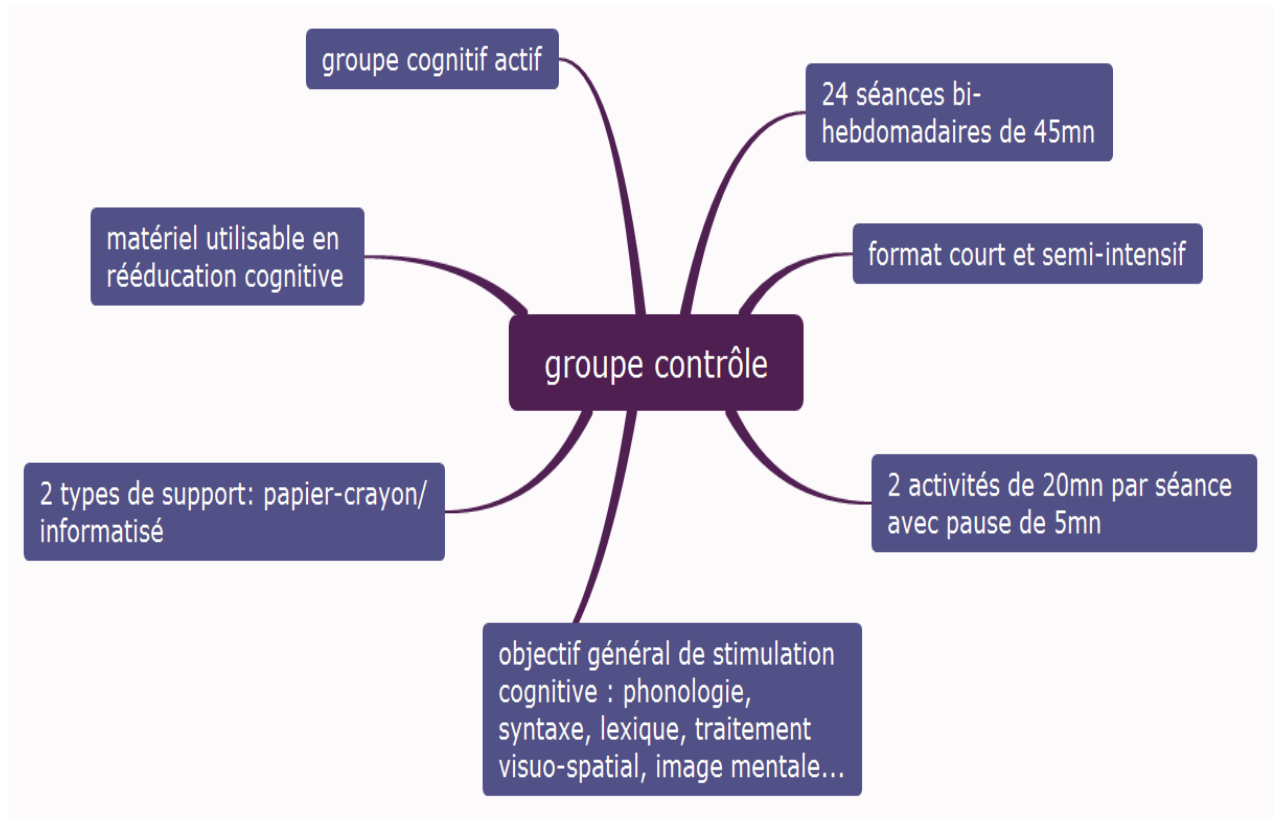 groupe cognitif actif
24 séances bi-
hebdomadaires de 45mn
matériel utilisable en
rééducation cognitive
format court et semi-intensif
groupe contrôle
2 types de support: papier-crayon/
informatisé
2 activités de 20mn par séance
avec pause de 5mn
objectif général de stimulation
cognitive : phonologie,
syntaxe, lexique, traitement
visuo-spatial, image mentale...